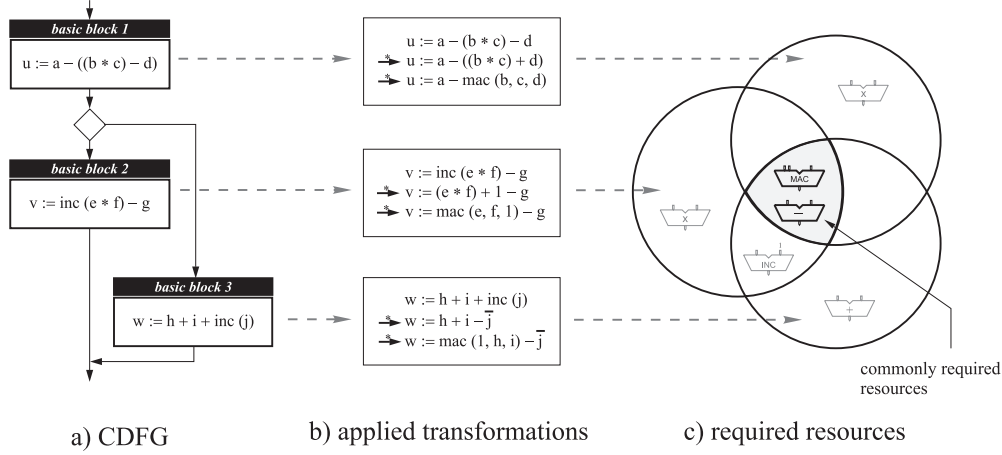 basic block 1
u := a – ((b * c) – d)
basic block 2
v := inc (e * f) – g
basic block 3
w := h + i + inc (j)
a) CDFG
u := a – (b * c) – d
* u := a – ((b * c) + d)
* u := a – mac (b, c, d)
v := inc (e * f) – g
* v := (e * f) + 1 – g
* v := mac (e, f, 1) – g
w := h + i + inc (j)
* w := h + i – j̅
* w := mac (1, h, i) – j̅
b) applied transformations
X
MAC
–
X
INC
+
commonly required
resources
c) required resources